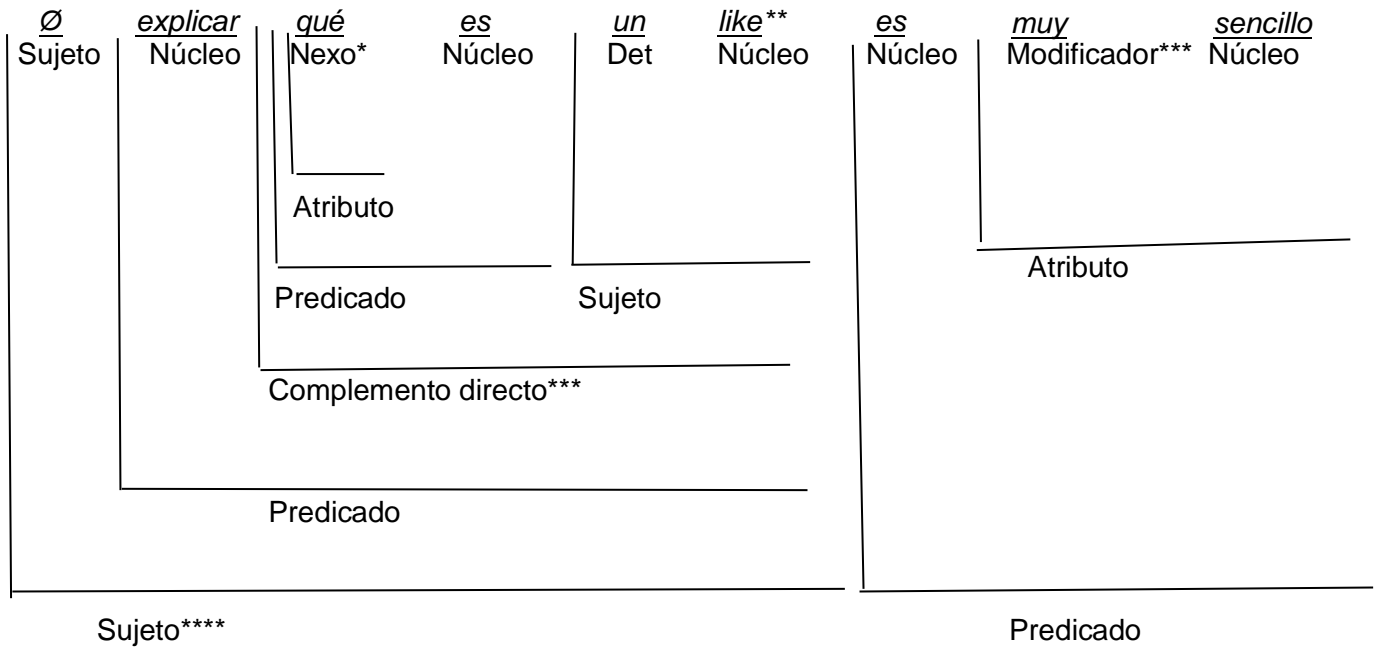 Ø explicar qué es un like** es muy sencillo
Sujeto Núcleo Nexo* Núcleo Det Núcleo Núcleo Modificador*** Núcleo
Atributo
Atributo
Predicado Sujeto
Complemento directo***
Predicado
Sujeto**** Predicado